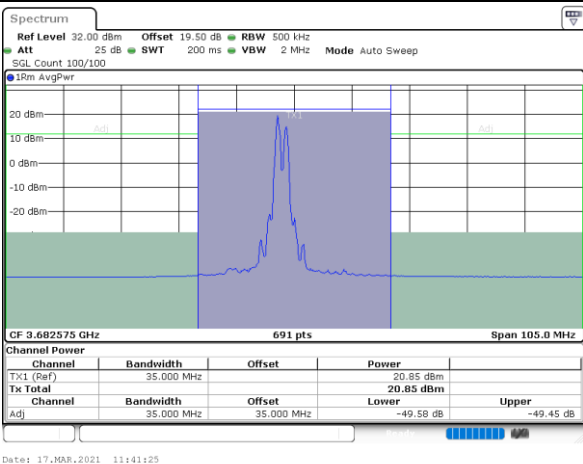 Spectrum
Ref Level 32.00 dBm Offset 19.50 dB RBW 500 kHz
Att 25 dB SWT 200 ms VBW 2 MHz Mode Auto Sweep
SGL Count 100/100
1Rm AvgPwr
TX1
20 dBm
Adj Adj
10 dBm
0 dBm
-10 dBm
-20 dBm
CF 3.682575 GHz 691 pts Span 105.0 MHz
Channel Power
Channel Bandwidth Offset Power
TX1 (Ref) 35.000 MHz 20.85 dBm
Tx Total 20.85 dBm
Channel Bandwidth Offset Lower Upper
Adj 35.000 MHz 35.000 MHz -49.58 dB -49.45 dB
Date: 17.MAR.2021 11:41:25